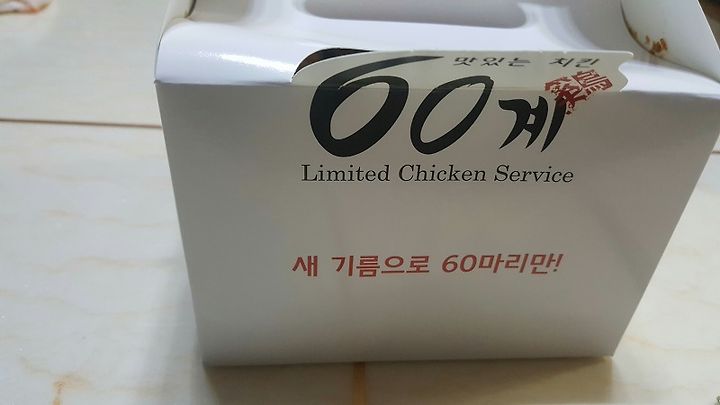 맛있는 치킨
60계
Limited Chicken Service
새 기름으로 60마리만!